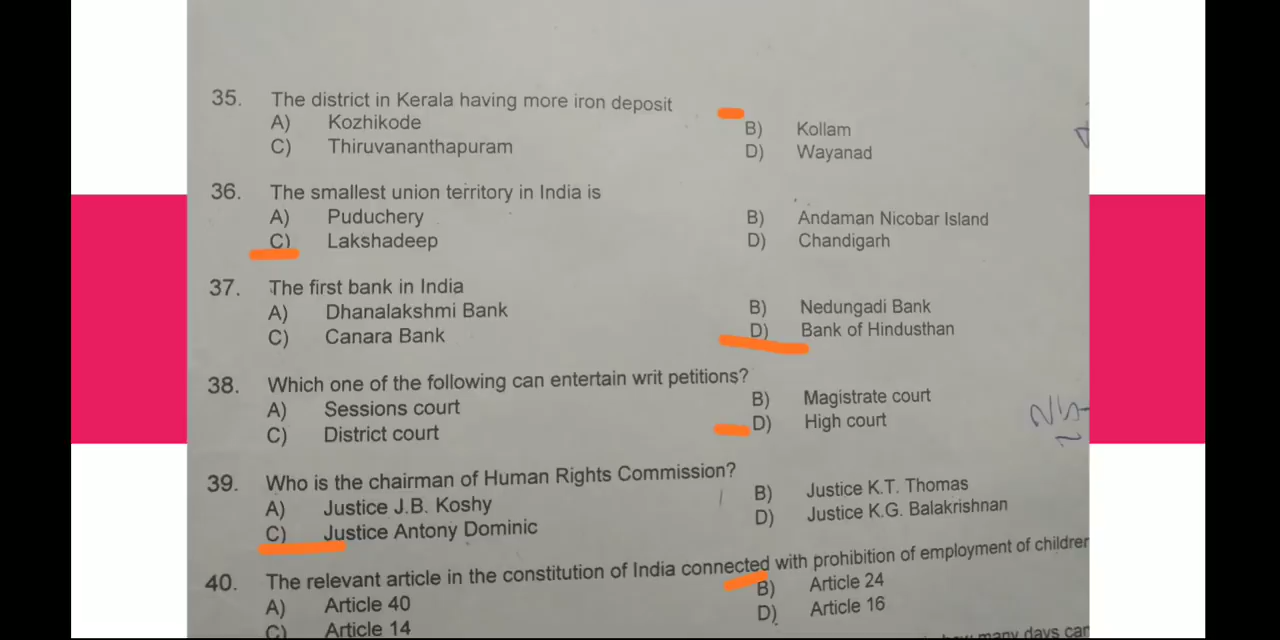 35. The district in Kerala having more iron deposit
A) Kozhikode B) Kollam
C) Thiruvananthapuram D) Wayanad
36. The smallest union territory in India is
A) Puduchery B) Andaman Nicobar Island
C) Lakshadeep D) Chandigarh
37. The first bank in India
A) Dhanalakshmi Bank B) Nedungadi Bank
C) Canara Bank D) Bank of Hindusthan
38. Which one of the following can entertain writ petitions?
A) Sessions court B) Magistrate court
C) District court D) High court
39. Who is the chairman of Human Rights Commission?
A) Justice J.B. Koshy B) Justice K.T. Thomas
C) Justice Antony Dominic D) Justice K.G. Balakrishnan
40. The relevant article in the constitution of India connected with prohibition of employment of children
A) Article 40 B) Article 24
C) Article 14 D) Article 16
many days can